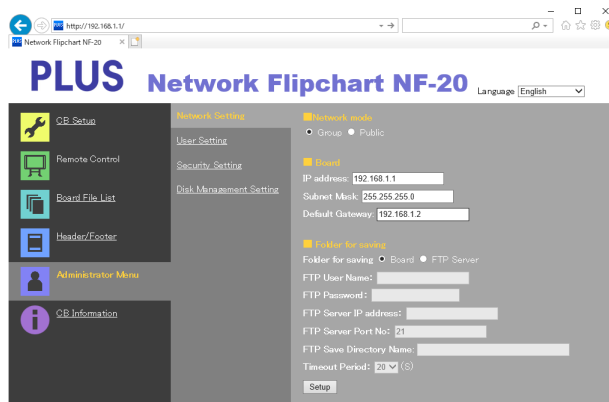 http://192.168.1.1/
Network Flipchart NF-20
PLUS Network Flipchart NF-20
Language English
CB Setup
Remote Control
Board File List
Header/Footer
Administrator Menu
CB Information
Network Setting
User Setting
Security Setting
Disk Management Setting
Network mode
Group Public
Board
IP address: 192.168.1.1
Subnet Mask: 255.255.255.0
Default Gateway: 192.168.1.2
Folder for saving
Folder for saving Board FTP Server
FTP User Name:
FTP Password:
FTP Server IP address:
FTP Server Port No: 21
FTP Save Directory Name:
Timeout Period: 20 (S)
Setup